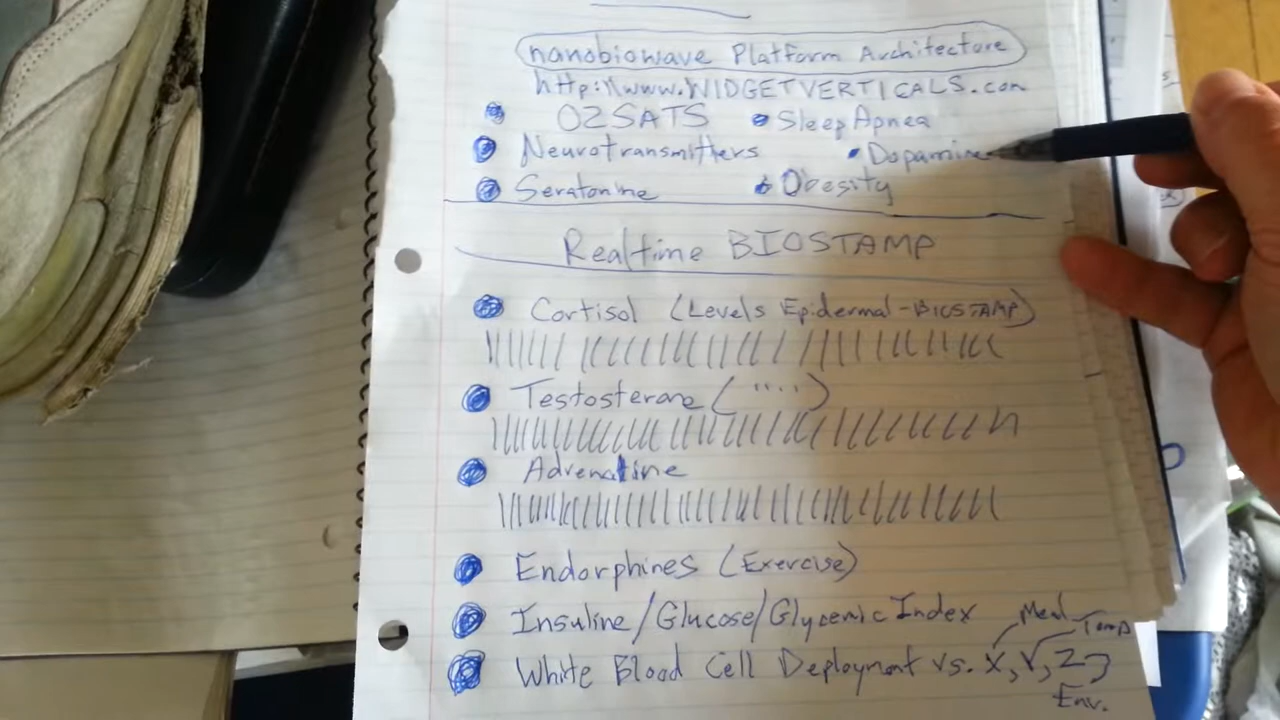 nanobiowave Platform Architecture
http://www.WIDGETVERTICALS.com
O2SATS • Sleep Apnea
Neurotransmitters • Dopamine
Seratonine • Obesity
Realtime BIOSTAMP
Cortisol (Levels Epidermal-BIOSTAMP)
Testosterone (....)
Adrenaline
Endorphines (Exercise)
Insuline/Glucose/Glycemic Index Meal
Temp
White Blood Cell Deployment vs. X, Y, Z
Env.